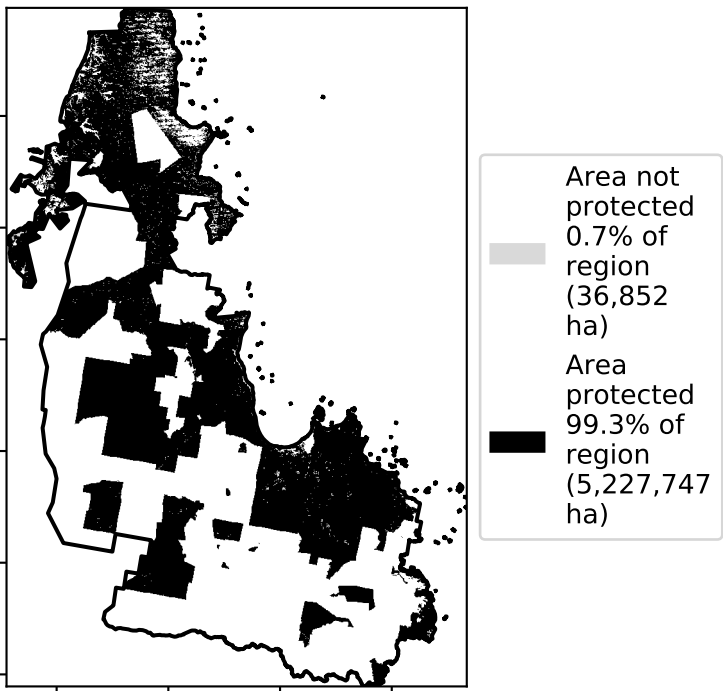 Area not
protected
0.7% of
region
(36,852
ha)
Area
protected
99.3% of
region
(5,227,747
ha)